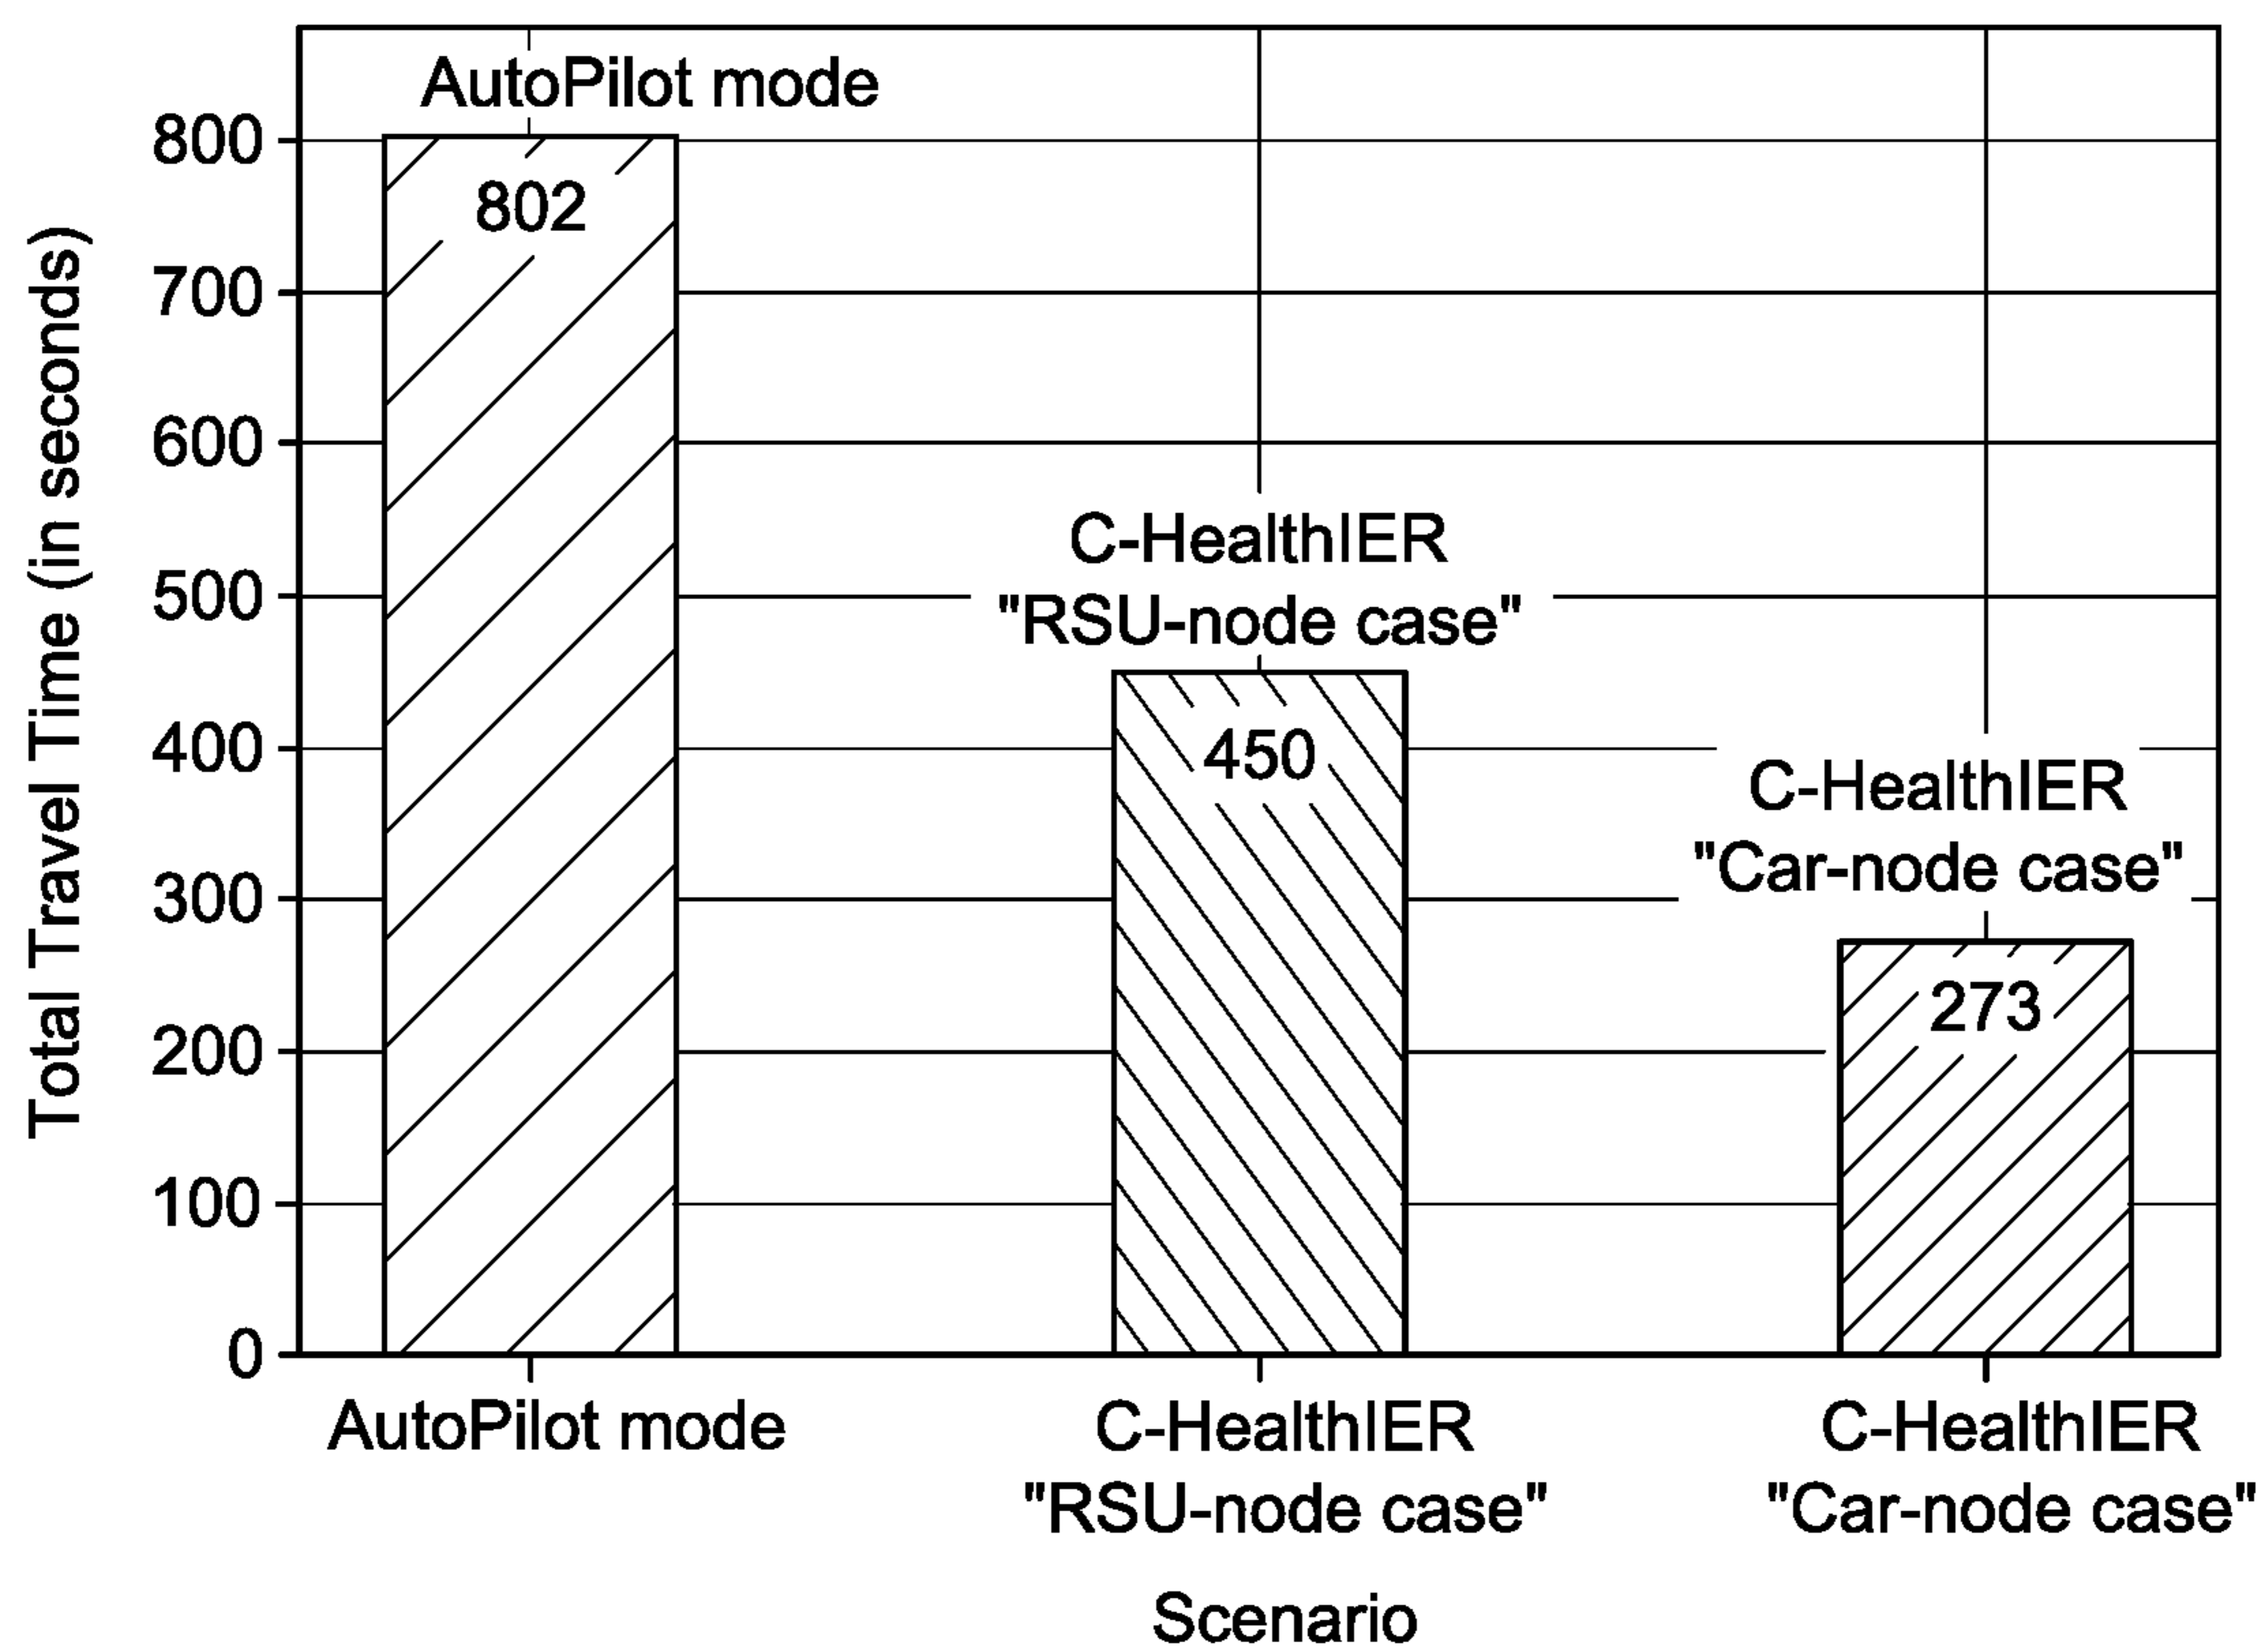 Total Travel Time (in seconds)
800
700
600
500
400
300
200
100
0
AutoPilot mode
802
C-HealthIER
"RSU-node case"
450
C-HealthIER
"Car-node case"
273
AutoPilot mode
C-HealthIER
"RSU-node case"
C-HealthIER
"Car-node case"
Scenario